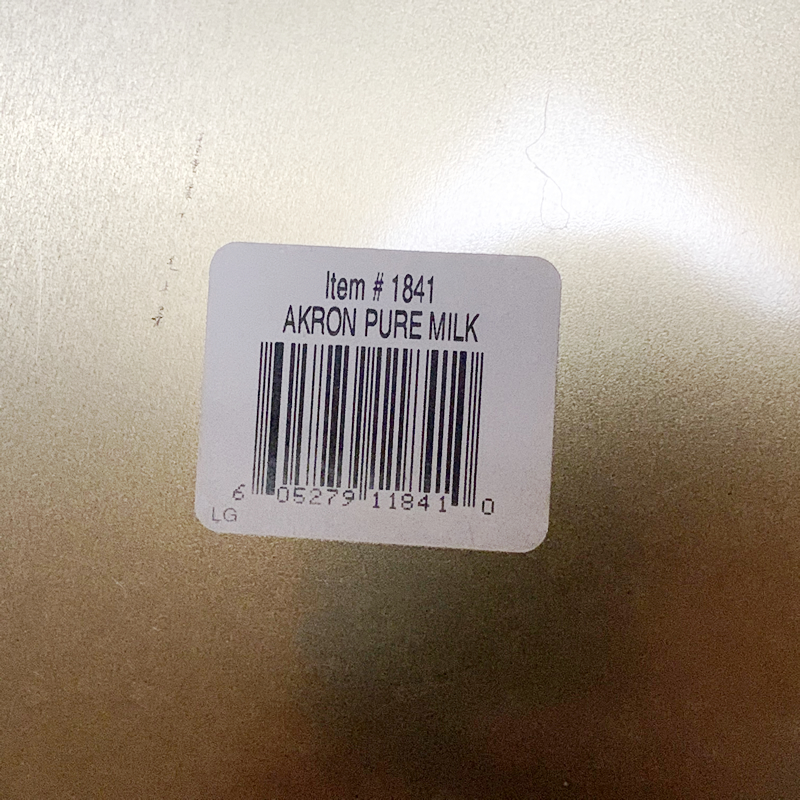 Item # 1841
AKRON PURE MILK
6 05279 11841 0
LG